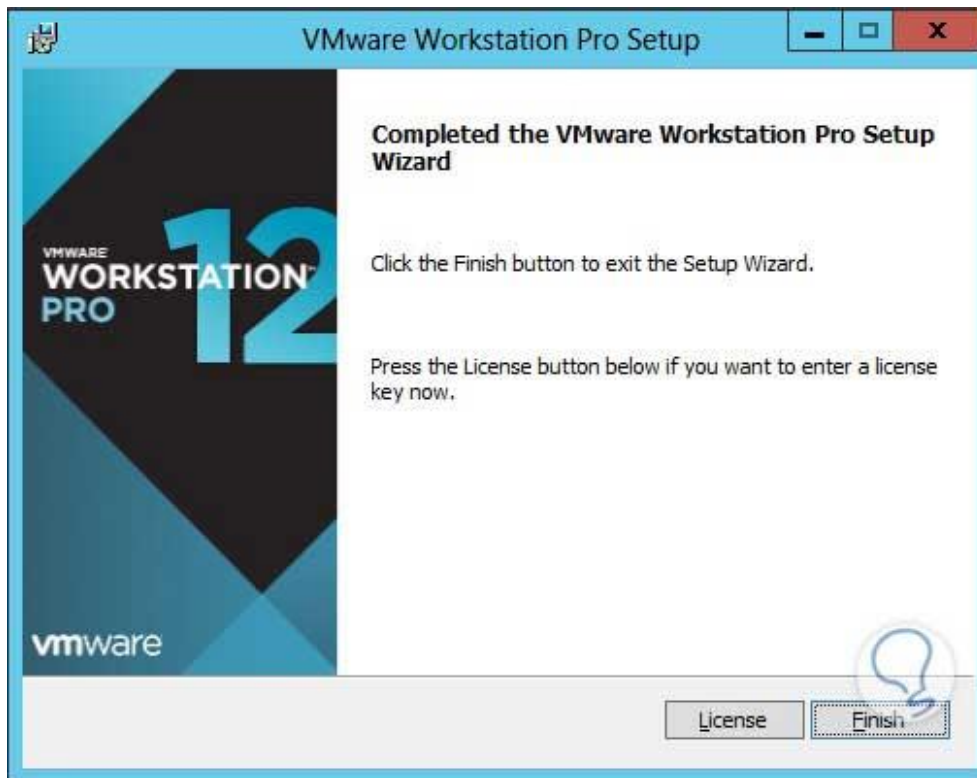 VMware Workstation Pro Setup
Completed the VMware Workstation Pro Setup
Wizard
VMWARE
WORKSTATION™
PRO
12
Click the Finish button to exit the Setup Wizard.
Press the License button below if you want to enter a license
key now.
vmware
License
Finish